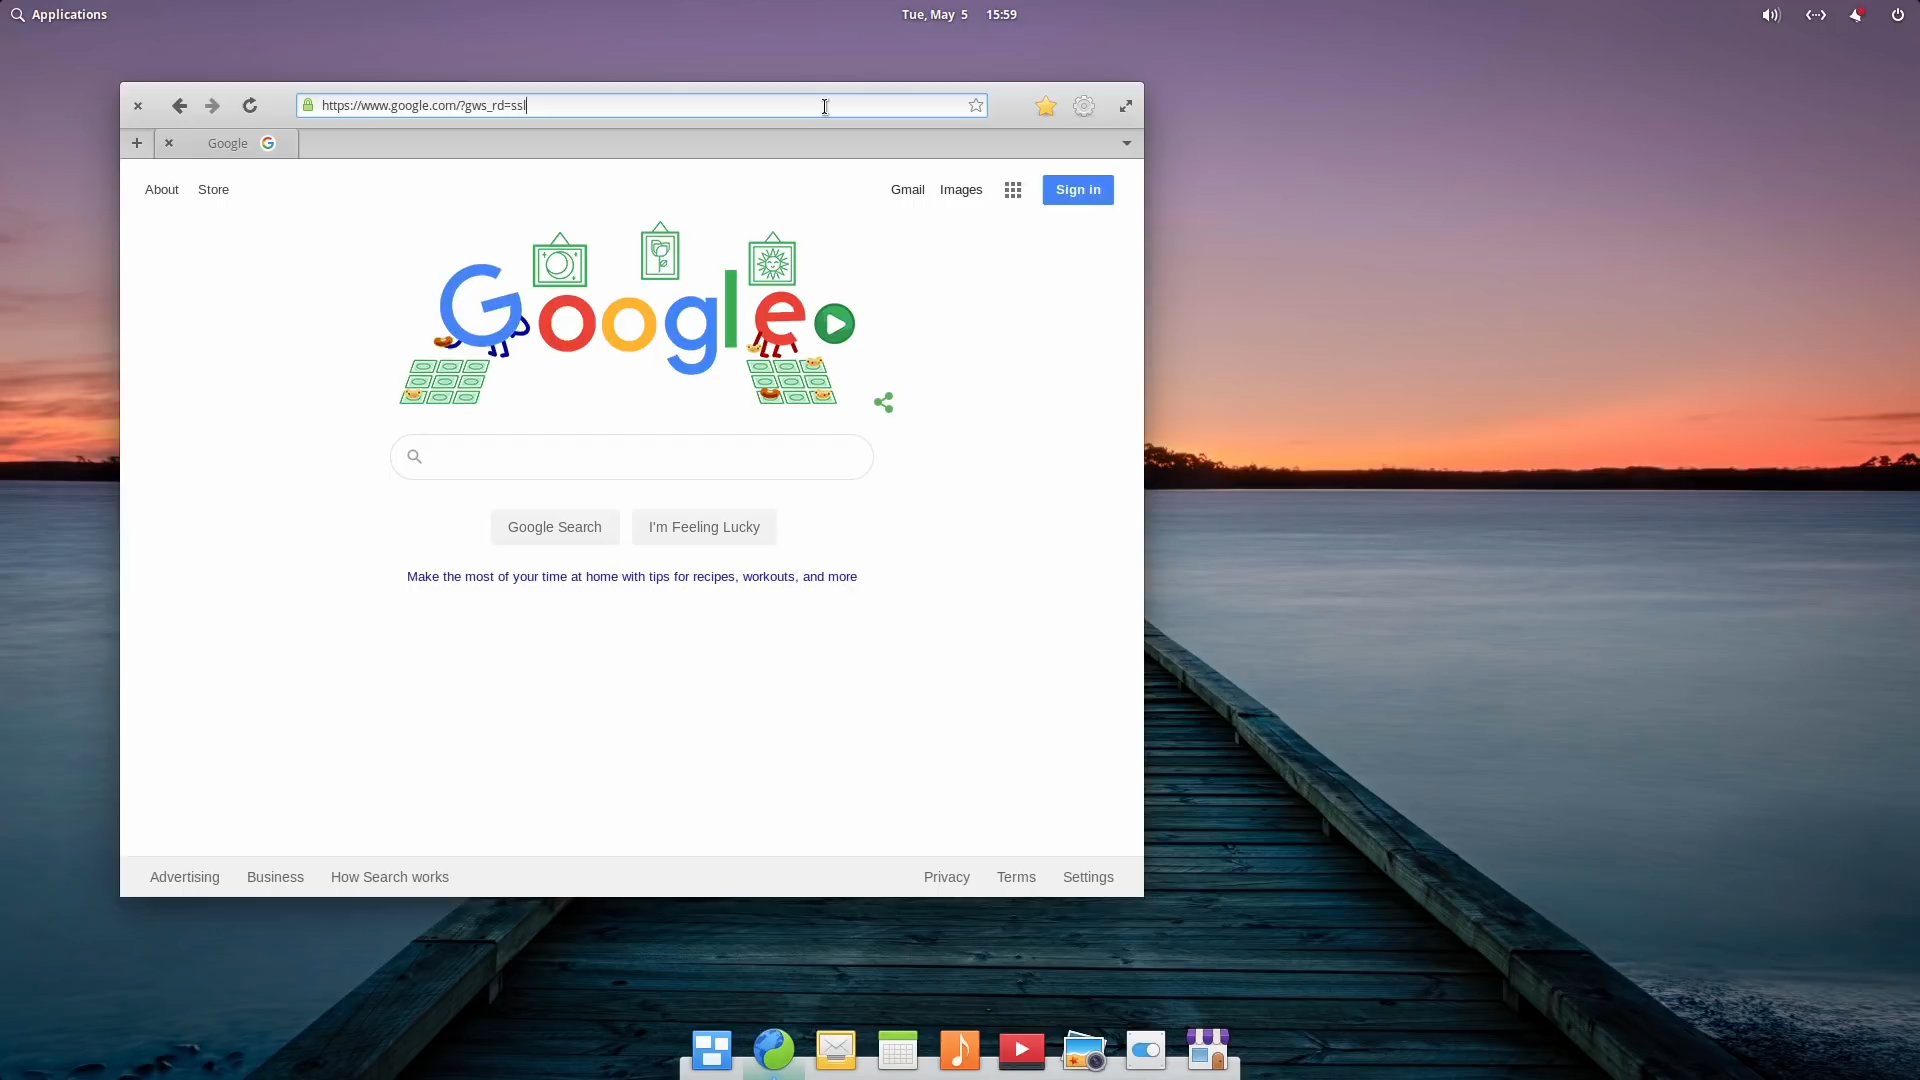 Applications
Tue, May 5 15:59
https://www.google.com/?gws_rd=ssl
Google
About Store
Gmail Images Sign in
Google
Google Search I'm Feeling Lucky
Make the most of your time at home with tips for recipes, workouts, and more
Advertising Business How Search works
Privacy Terms Settings